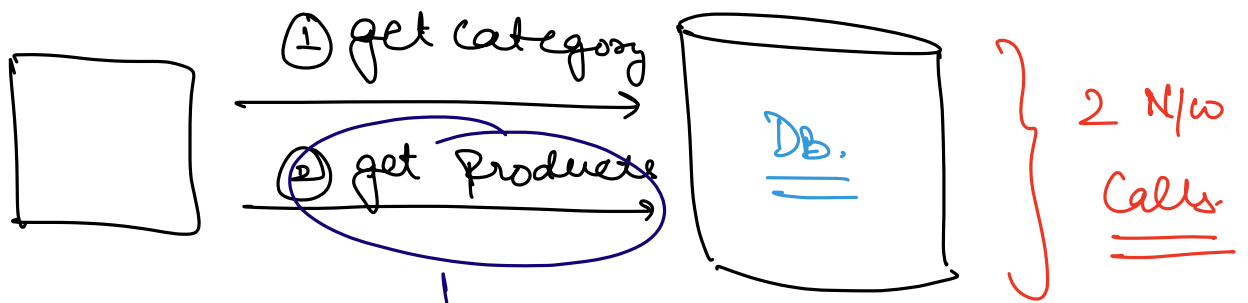 ① get category
② get Products
DB.
2 N/w
Calls.